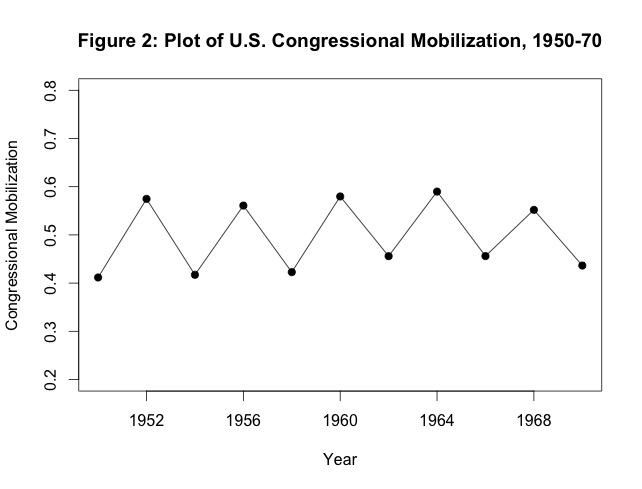 Figure 2: Plot of U.S. Congressional Mobilization, 1950-70
Congressional Mobilization
0.8
0.7
0.6
0.5
0.4
0.3
0.2
1952 1956 1960 1964 1968
Year